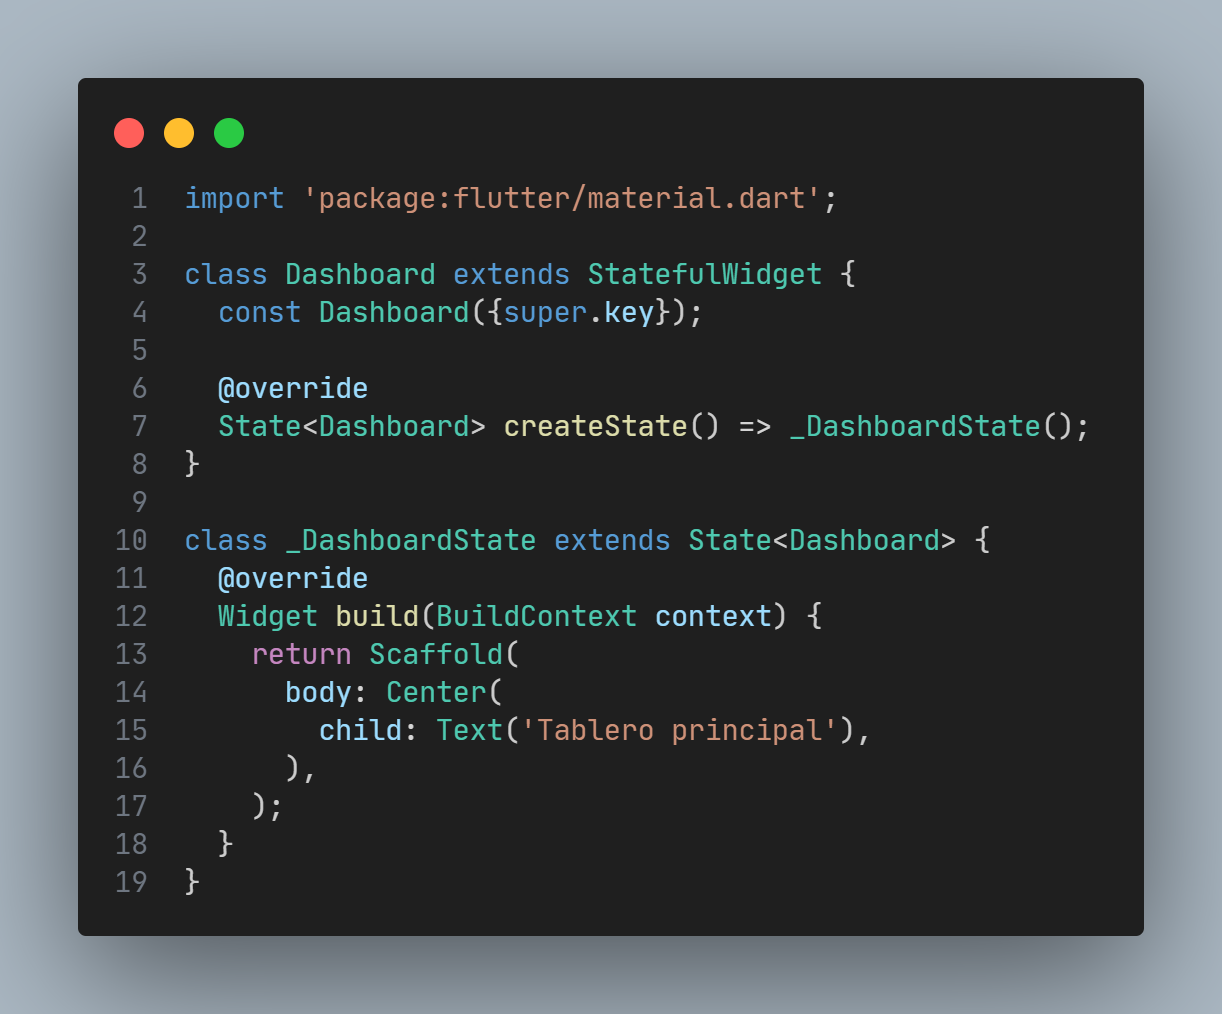 1 import 'package:flutter/material.dart';
2
3 class Dashboard extends StatefulWidget {
4   const Dashboard({super.key});
5
6   @override
7   State<Dashboard> createState() => _DashboardState();
8 }
9
10 class _DashboardState extends State<Dashboard> {
11   @override
12   Widget build(BuildContext context) {
13     return Scaffold(
14       body: Center(
15         child: Text('Tablero principal'),
16       ),
17     );
18   }
19 }